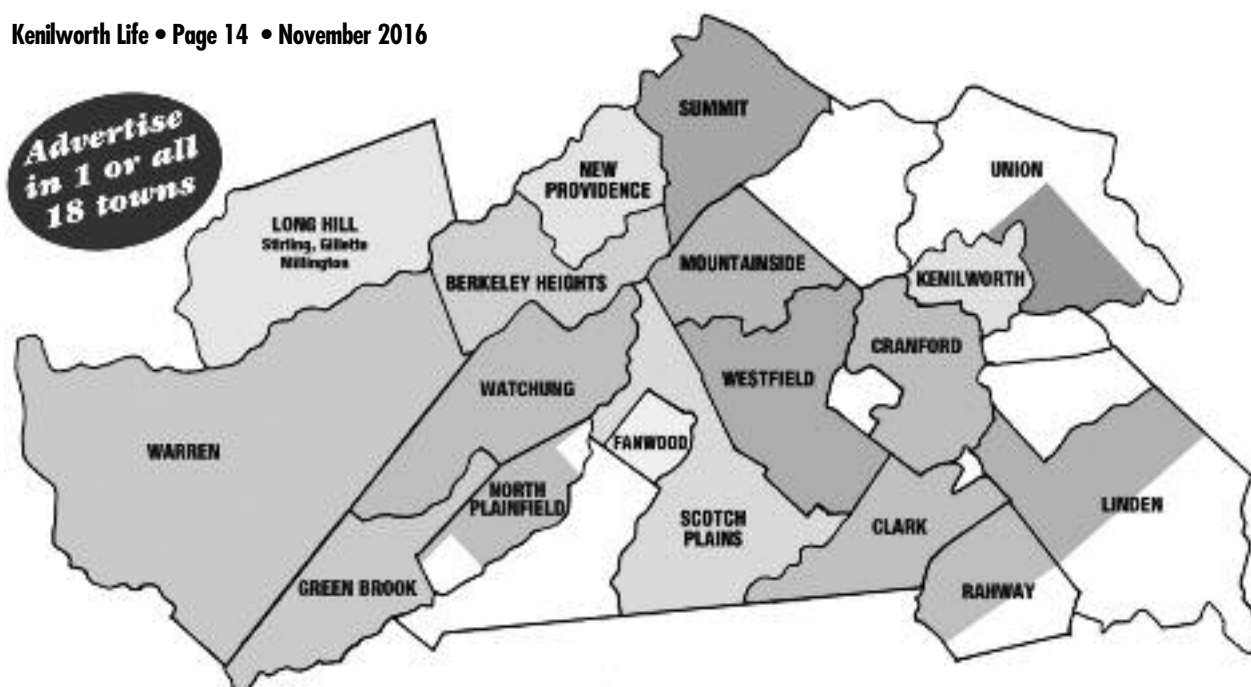 Kenilworth Life • Page 14 • November 2016
Advertise
in 1 or all
18 towns
SUMMIT
UNION
NEW
PROVIDENCE
LONG HILL
Stirling, Gillette
Millington
MOUNTAINSIDE
KENILWORTH
BERKELEY HEIGHTS
CRANFORD
WESTFIELD
WATCHUNG
FANWOOD
WARREN
NORTH
PLAINFIELD
LINDEN
SCOTCH
PLAINS
CLARK
GREEN BROOK
RAHWAY